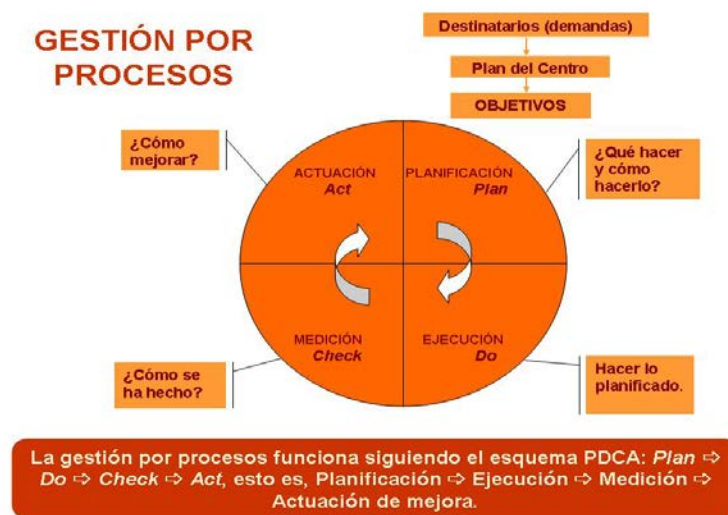 GESTIÓN POR
PROCESOS
Destinatarios (demandas)
Plan del Centro
OBJETIVOS
¿Cómo
mejorar?
ACTUACIÓN
Act
PLANIFICACIÓN
Plan
¿Qué hacer
y cómo
hacerlo?
MEDICIÓN
Check
EJECUCIÓN
Do
¿Cómo se
ha hecho?
Hacer lo
planificado.
La gestión por procesos funciona siguiendo el esquema PDCA: Plan ⇨
Do ⇨ Check ⇨ Act, esto es, Planificación ⇨ Ejecución ⇨ Medición ⇨
Actuación de mejora.